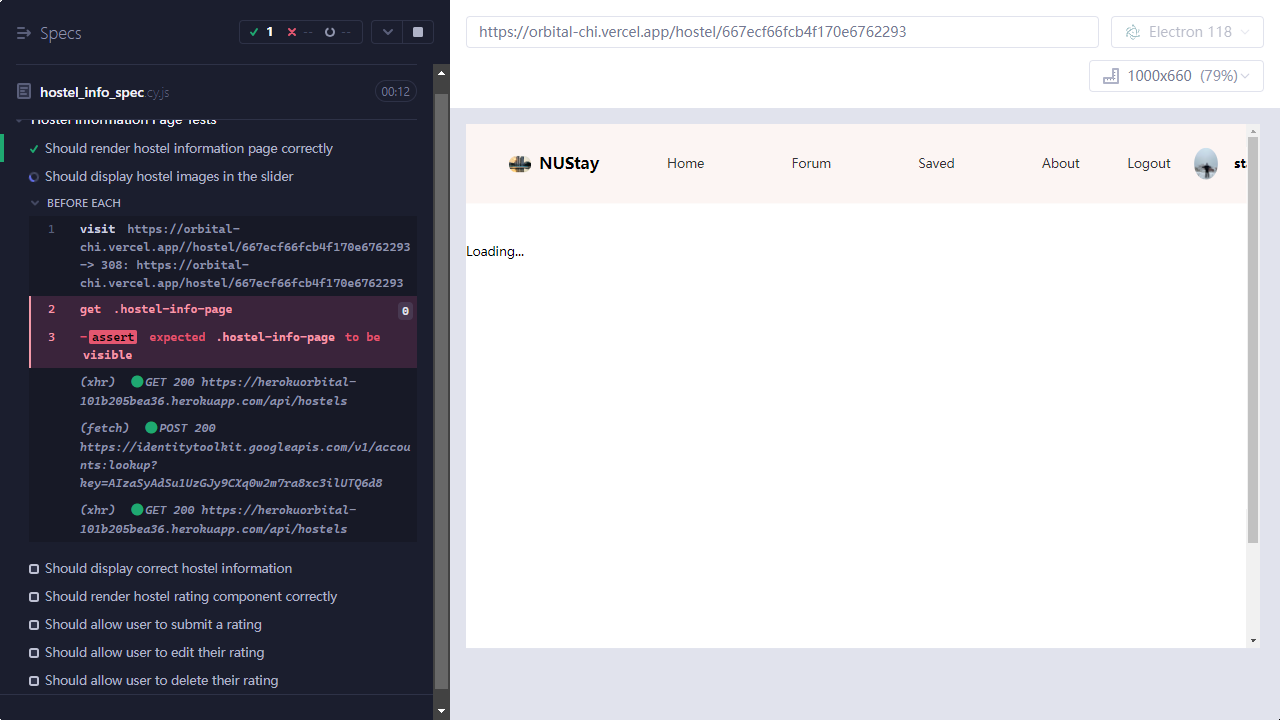 Specs
1
--
--
hostel_info_spec.cy.js
00:12
Hostel Information Page Tests
Should render hostel information page correctly
Should display hostel images in the slider
BEFORE EACH
1 visit https://orbital-
chi.vercel.app//hostel/667ecf66fcb4f170e6762293
-> 308: https://orbital-
chi.vercel.app/hostel/667ecf66fcb4f170e6762293
2 get .hostel-info-page 0
3 -assert expected .hostel-info-page to be
visible
(xhr) GET 200 https://herokuorbital-
101b205bea36.herokuapp.com/api/hostels
(fetch) POST 200
https://identitytoolkit.googleapis.com/v1/accou
nts:lookup?
key=AIzaSyAdSu1UzGJy9CXq0w2m7ra8xc3ilUTQ6d8
(xhr) GET 200 https://herokuorbital-
101b205bea36.herokuapp.com/api/hostels
Should display correct hostel information
Should render hostel rating component correctly
Should allow user to submit a rating
Should allow user to edit their rating
Should allow user to delete their rating
https://orbital-chi.vercel.app/hostel/667ecf66fcb4f170e6762293
Electron 118
1000x660 (79%)
NUStay
Home
Forum
Saved
About
Logout
Loading...